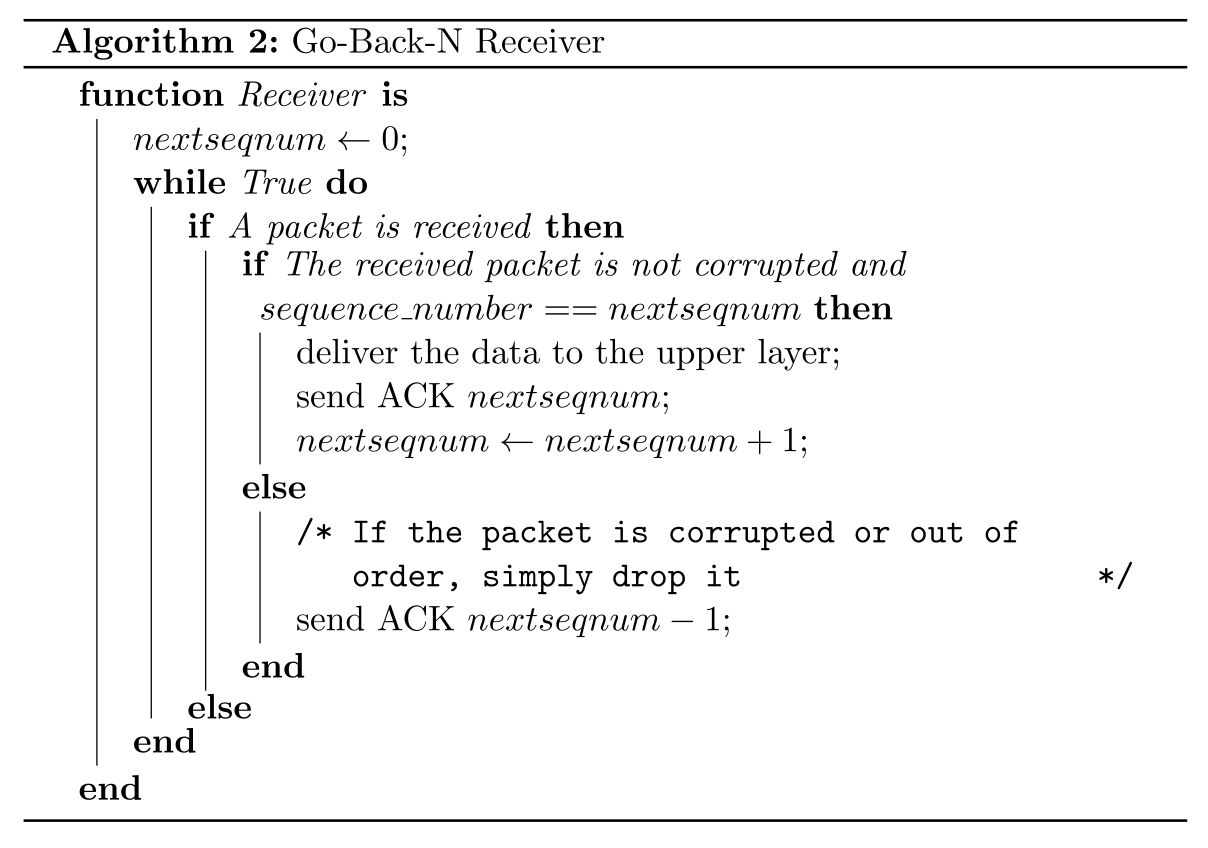 Algorithm 2: Go-Back-N Receiver
function Receiver is
nextseqnum ← 0;
while True do
if A packet is received then
if The received packet is not corrupted and
sequence_number == nextseqnum then
deliver the data to the upper layer;
send ACK nextseqnum;
nextseqnum ← nextseqnum + 1;
else
/* If the packet is corrupted or out of
order, simply drop it */
send ACK nextseqnum − 1;
end
else
end
end